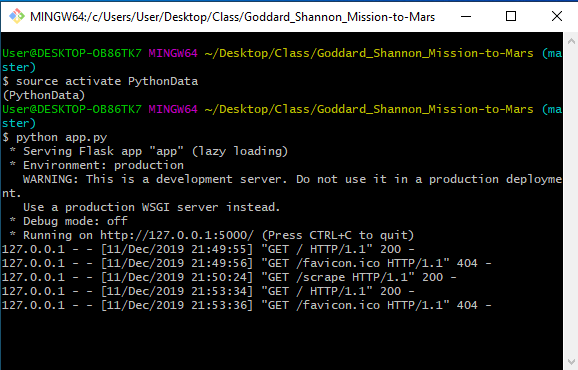 MINGW64:/c/Users/User/Desktop/Class/Goddard_Shannon_Mission-to-Mars
User@DESKTOP-OB86TK7 MINGW64 ~/Desktop/Class/Goddard_Shannon_Mission-to-Mars (ma
ster)
$ source activate PythonData
(PythonData)
User@DESKTOP-OB86TK7 MINGW64 ~/Desktop/Class/Goddard_Shannon_Mission-to-Mars (ma
ster)
$ python app.py
 * Serving Flask app "app" (lazy loading)
 * Environment: production
   WARNING: This is a development server. Do not use it in a production deployme
nt.
   Use a production WSGI server instead.
 * Debug mode: off
 * Running on http://127.0.0.1:5000/ (Press CTRL+C to quit)
127.0.0.1 - - [11/Dec/2019 21:49:55] "GET / HTTP/1.1" 200 -
127.0.0.1 - - [11/Dec/2019 21:49:56] "GET /favicon.ico HTTP/1.1" 404 -
127.0.0.1 - - [11/Dec/2019 21:50:24] "GET /scrape HTTP/1.1" 200 -
127.0.0.1 - - [11/Dec/2019 21:53:34] "GET / HTTP/1.1" 200 -
127.0.0.1 - - [11/Dec/2019 21:53:36] "GET /favicon.ico HTTP/1.1" 404 -